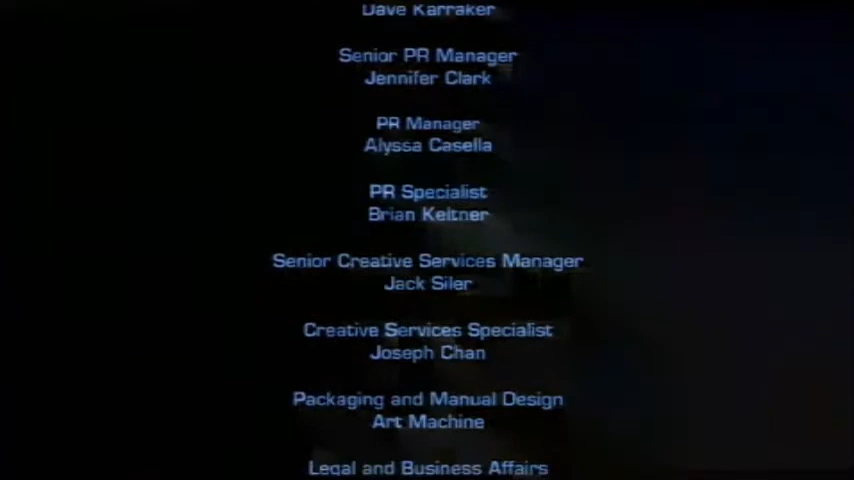 Dave Karraker
Senior PR Manager
Jennifer Clark
PR Manager
Alyssa Casella
PR Specialist
Brian Keltner
Senior Creative Services Manager
Jack Siler
Creative Services Specialist
Joseph Chan
Packaging and Manual Design
Art Machine
Legal and Business Affairs